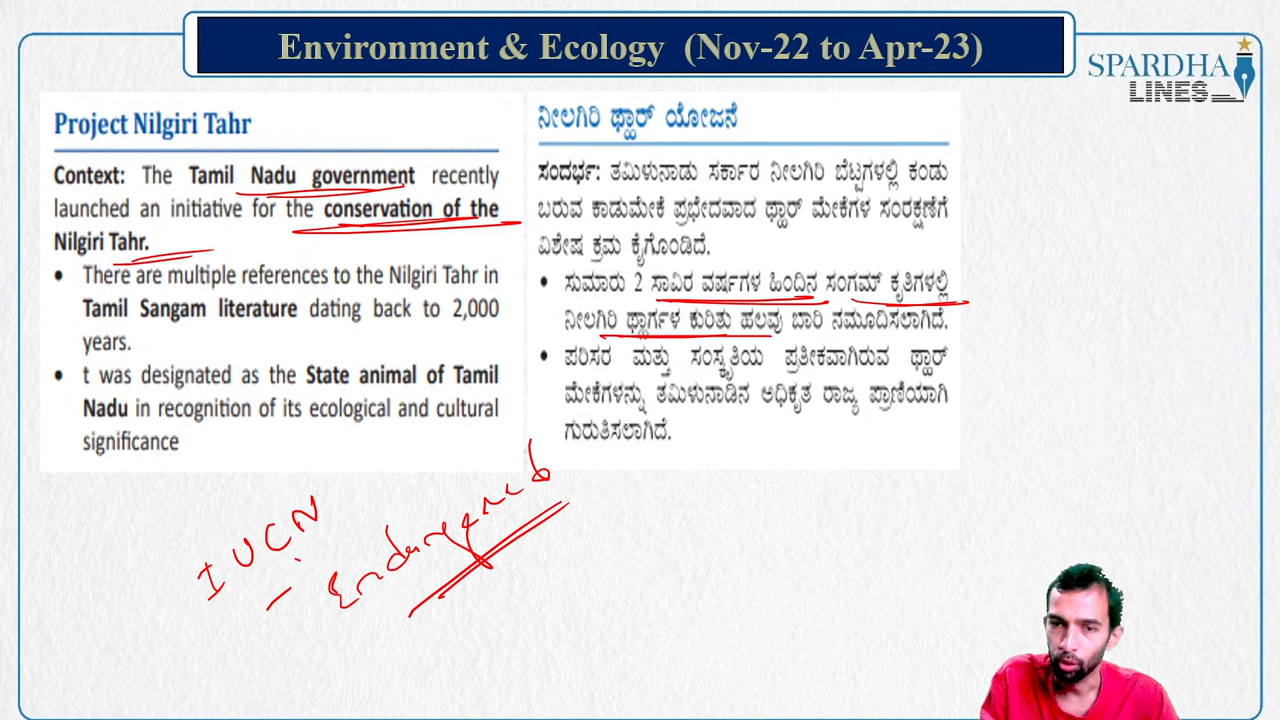 Environment & Ecology (Nov-22 to Apr-23)
SPARDHA
LINES
Project Nilgiri Tahr
Context: The Tamil Nadu government recently
launched an initiative for the conservation of the
Nilgiri Tahr.
• There are multiple references to the Nilgiri Tahr in
Tamil Sangam literature dating back to 2,000
years.
• t was designated as the State animal of Tamil
Nadu in recognition of its ecological and cultural
significance
ನೀಲಗಿರಿ ಥ್ಹಾರ್ ಯೋಜನೆ
ಸಂದರ್ಭ: ತಮಿಳುನಾಡು ಸರ್ಕಾರ ನೀಲಗಿರಿ ಬೆಟ್ಟಗಳಲ್ಲಿ ಕಂಡು
ಬರುವ ಕಾಡುಮೇಕೆ ಪ್ರಭೇದವಾದ ಥ್ಹಾರ್ ಮೇಕೆಗಳ ಸಂರಕ್ಷಣೆಗೆ
ವಿಶೇಷ ಕ್ರಮ ಕೈಗೊಂಡಿದೆ.
• ಸುಮಾರು 2 ಸಾವಿರ ವರ್ಷಗಳ ಹಿಂದಿನ ಸಂಗಮ್ ಕೃತಿಗಳಲ್ಲಿ
ನೀಲಗಿರಿ ಥ್ಹಾರ್ಗಳ ಕುರಿತು ಹಲವು ಬಾರಿ ನಮೂದಿಸಲಾಗಿದೆ.
• ಪರಿಸರ ಮತ್ತು ಸಂಸ್ಕೃತಿಯ ಪ್ರತೀಕವಾಗಿರುವ ಥ್ಹಾರ್
ಮೇಕೆಗಳನ್ನು ತಮಿಳುನಾಡಿನ ಅಧಿಕೃತ ರಾಜ್ಯ ಪ್ರಾಣಿಯಾಗಿ
ಗುರುತಿಸಲಾಗಿದೆ.
IUCN - Endangered